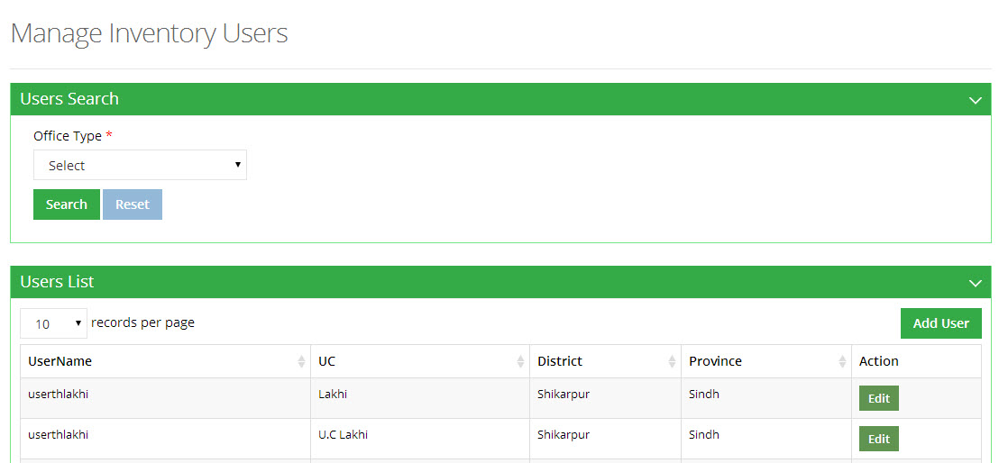 Manage Inventory Users
Users Search
Office Type *
Select
Search Reset
Users List
10 records per page Add User
UserName UC District Province Action
userthlakhi Lakhi Shikarpur Sindh Edit
userthlakhi U.C Lakhi Shikarpur Sindh Edit